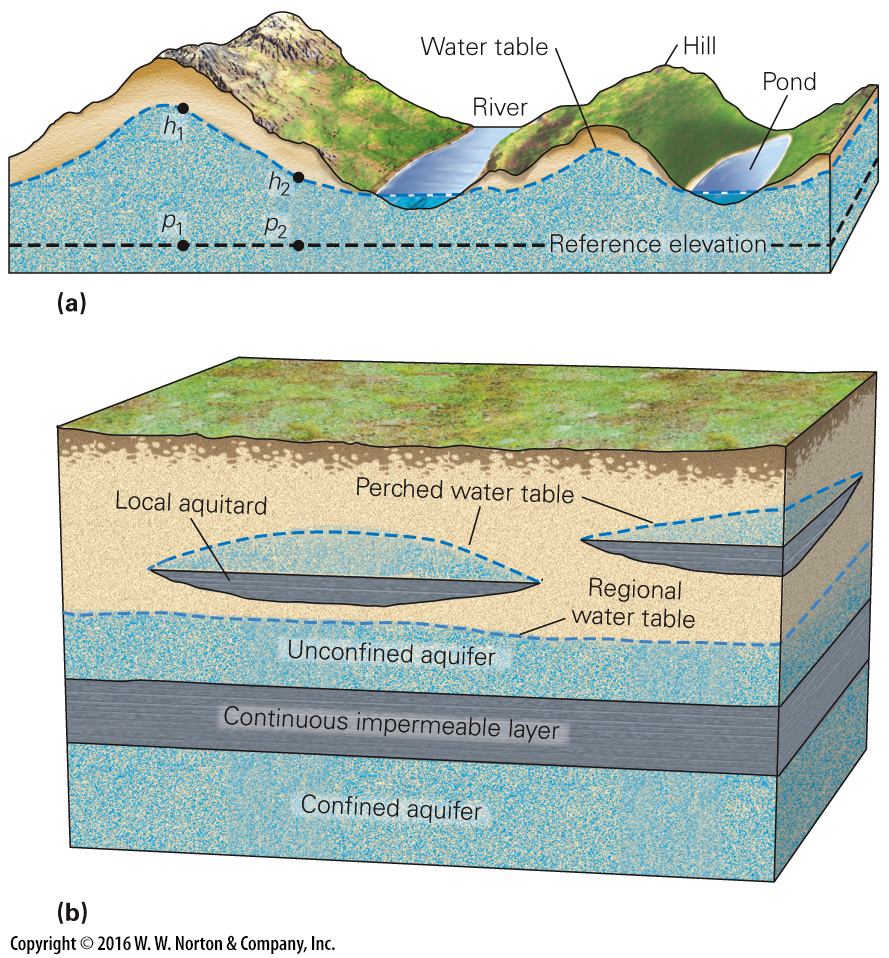 Water table
Hill
Pond
River
h1
h2
p1
p2
Reference elevation
(a)
Perched water table
Local aquitard
Regional
water table
Unconfined aquifer
Continuous impermeable layer
Confined aquifer
(b)
Copyright © 2016 W. W. Norton & Company, Inc.